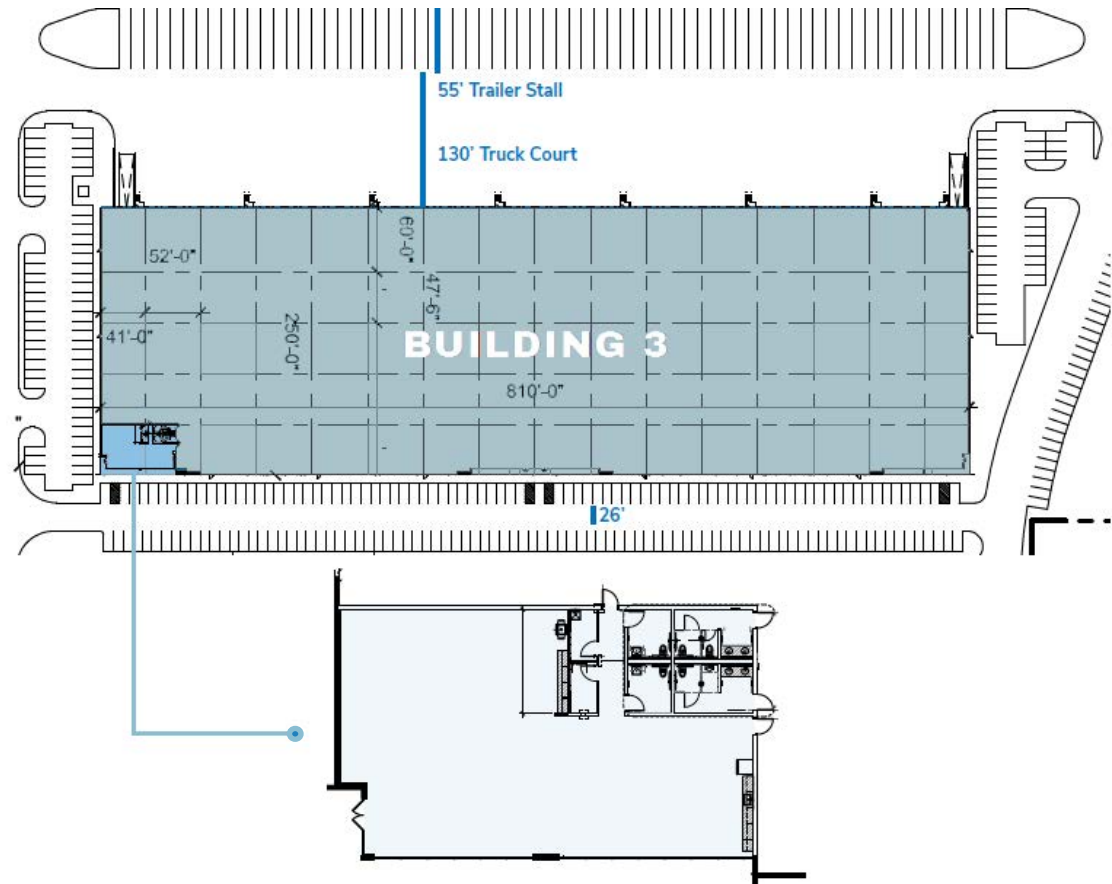 55' Trailer Stall
130' Truck Court
60'-0"
52'-0"
47'-6"
41'-0"
250'-0"
BUILDING 3
810'-0"
"
26'